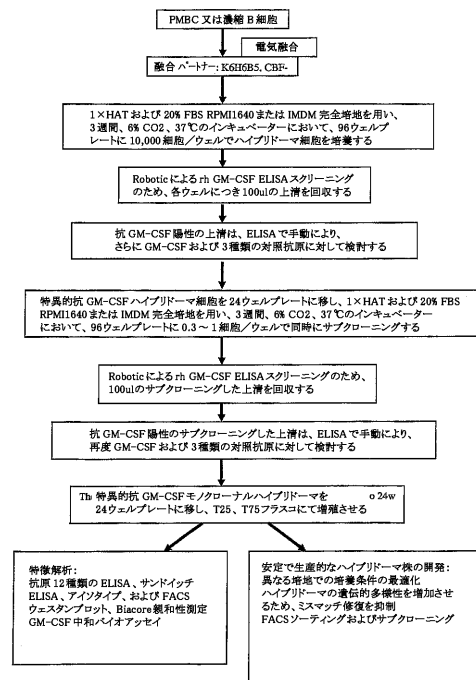 PMBC 又は濃縮 B 細胞
電気融合
融合 パートナー: K6H6B5, CBF-
1×HAT および 20% FBS RPMI1640 または IMDM 完全培地を用い、
3週間、6% CO2、37℃のインキュベーターにおいて、96ウェルプ
レートに 10,000 細胞/ウェルでハイブリドーマ細胞を培養する
Robotic による rh GM-CSF ELISA スクリーニング
のため、各ウェルにつき 100ul の上清を回収する
抗 GM-CSF 陽性の上清は、ELISA で手動により、
さらに GM-CSF および 3種類の対照抗原に対して検討する
特異的抗 GM-CSF ハイブリドーマ細胞を 24ウェルプレートに移し、1×HAT および 20% FBS
RPMI1640 または IMDM 完全培地を用い、3週間、6% CO2、37℃のインキュベーター
において、96ウェルプレートに 0.3~1 細胞/ウェルで同時にサブクローニングする
Robotic による rh GM-CSF ELISA スクリーニングのため、
100ul のサブクローニングした上清を回収する
抗 GM-CSF 陽性のサブクローニングした上清は、ELISA で手動により、
再度 GM-CSF および 3種類の対照抗原に対して検討する
Th 特異的抗 GM-CSF モノクローナルハイブリドーマを o 24w
24ウェルプレートに移し、T25、T75フラスコにて増殖させる
特徴解析:
抗原 12種類の ELISA、サンドイッチ
ELISA、アイソタイプ、および FACS
ウェスタンブロット、Biacore 親和性測定
GM-CSF 中和バイオアッセイ
安定で生産的なハイブリドーマ株の開発:
異なる培地での培養条件の最適化
ハイブリドーマの遺伝的多様性を増加させ
るため、ミスマッチ修復を抑制
FACSソーティングおよびサブクローニング